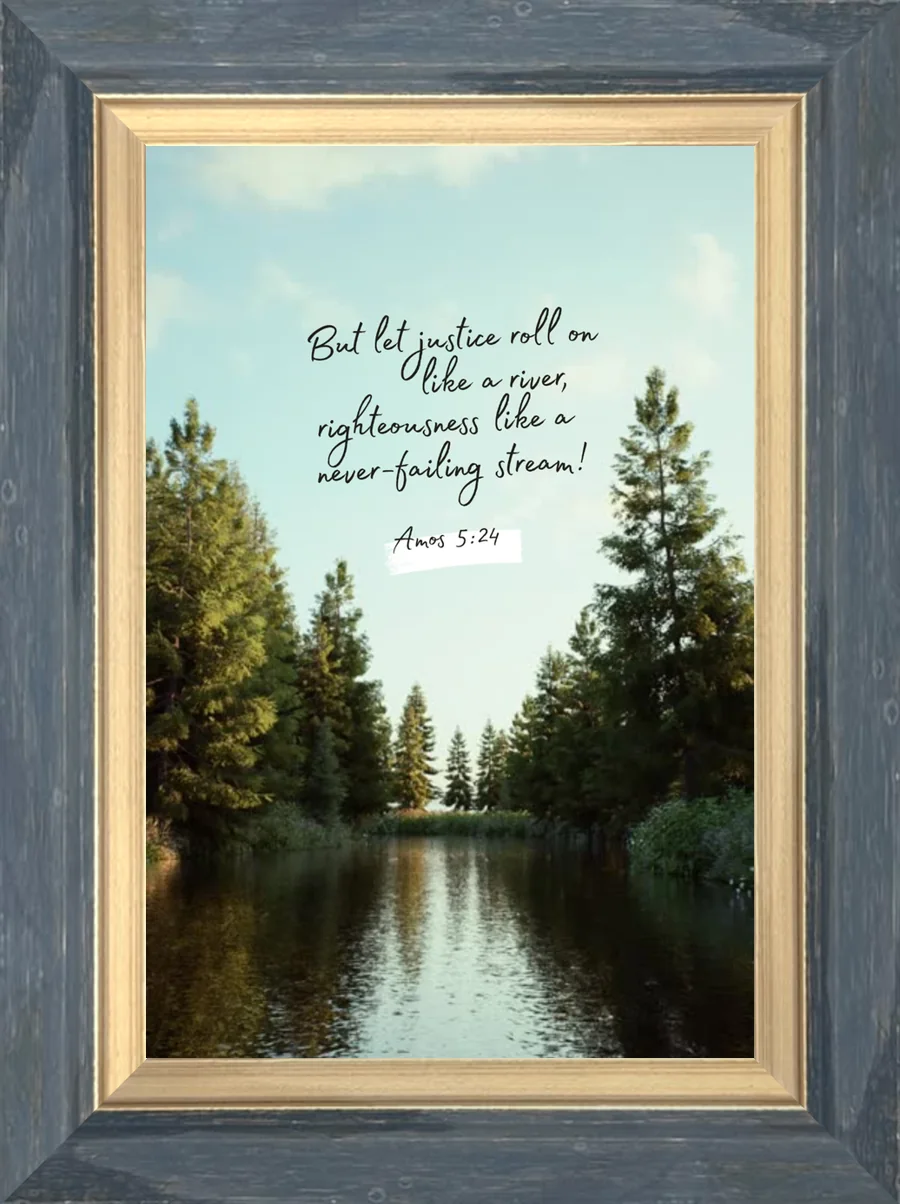 But let justice roll on
like a river,
righteousness like a
never-failing stream!
Amos 5:24